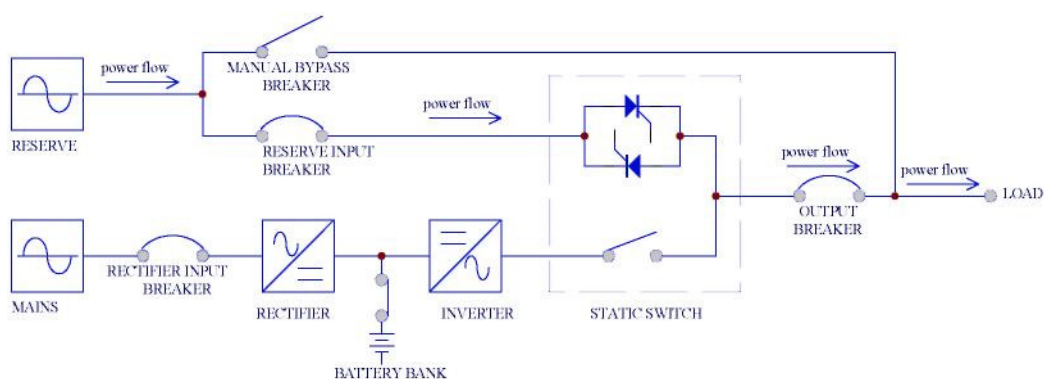 power flow
MANUAL BYPASS
BREAKER
RESERVE
power flow
RESERVE INPUT
BREAKER
power flow
power flow
LOAD
OUTPUT
BREAKER
RECTIFIER INPUT
BREAKER
MAINS
RECTIFIER
INVERTER
STATIC SWITCH
BATTERY BANK